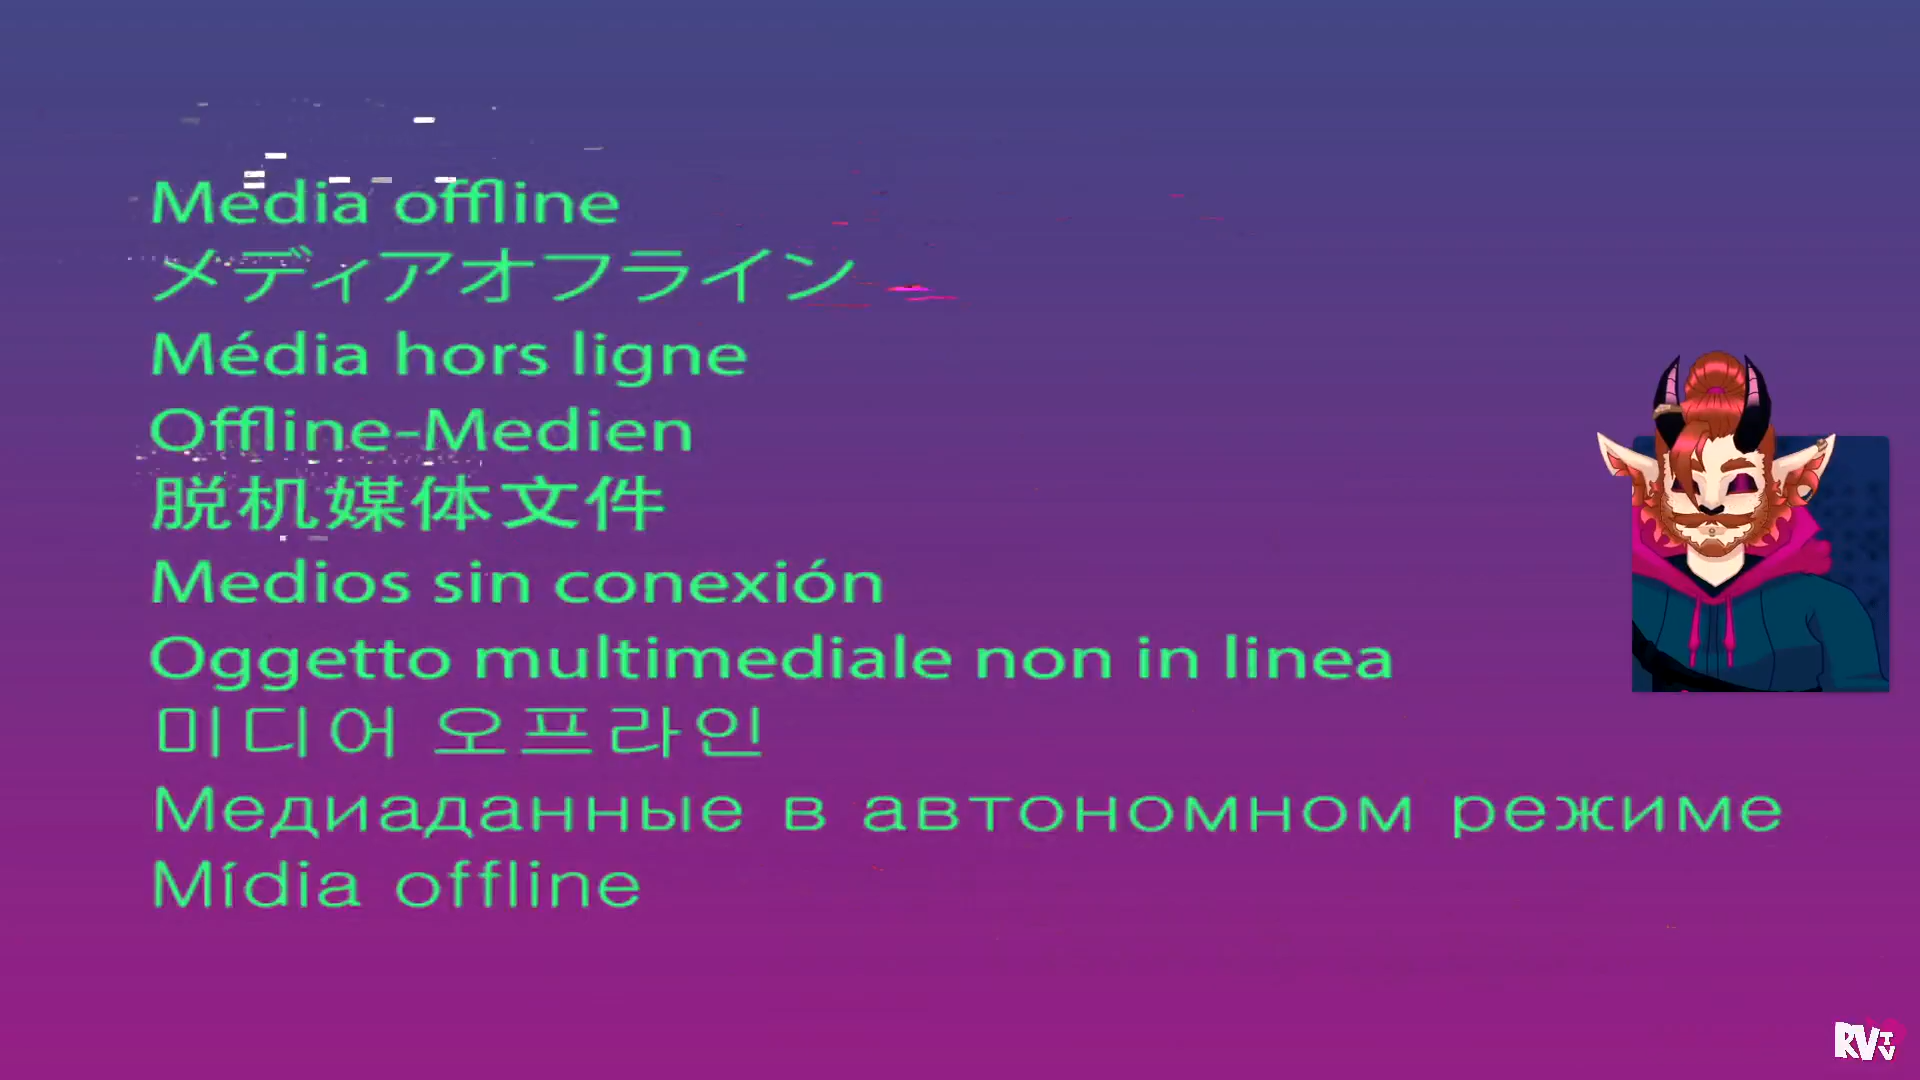 Media offline
メディアオフライン
Média hors ligne
Offline-Medien
脱机媒体文件
Medios sin conexión
Oggetto multimediale non in linea
미디어 오프라인
Медиаданные в автономном режиме
Mídia offline
RVTV